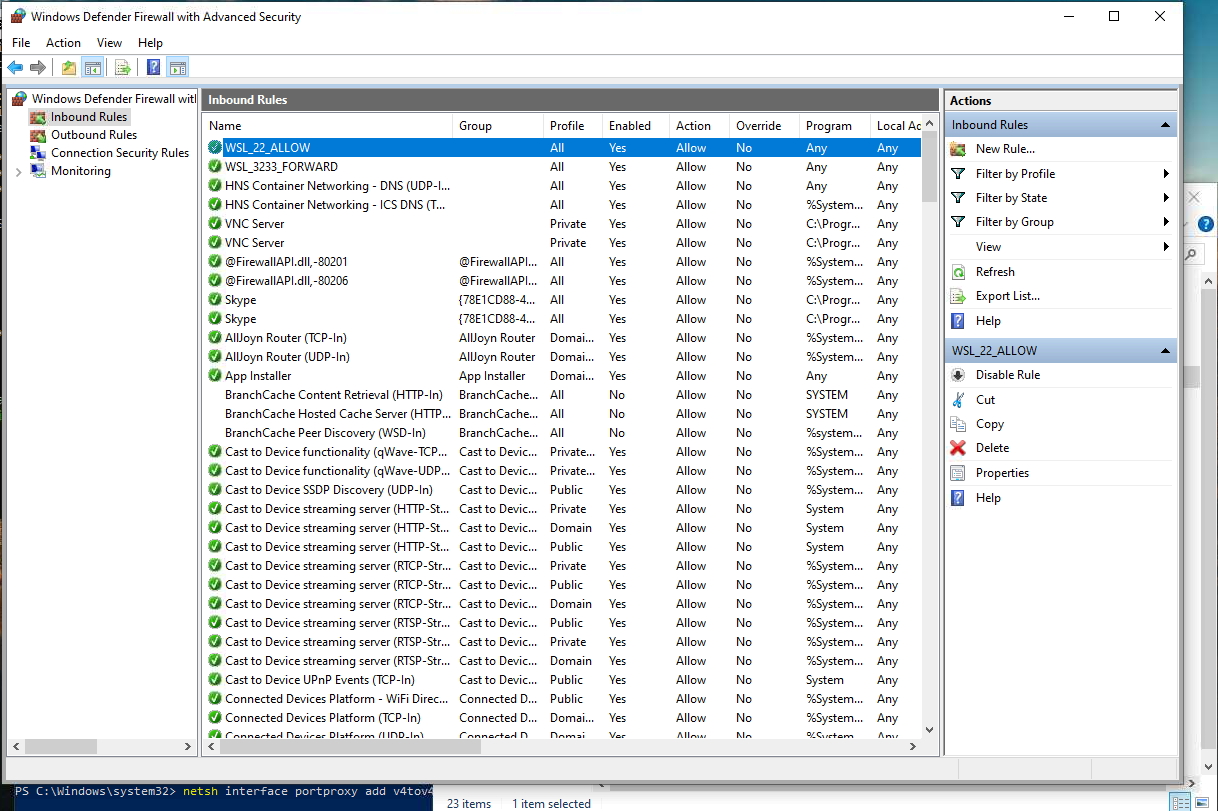 Windows Defender Firewall with Advanced Security
File Action View Help
Windows Defender Firewall wit
Inbound Rules
Outbound Rules
Connection Security Rules
Monitoring
Inbound Rules
Name Group Profile Enabled Action Override Program Local Ad
WSL_22_ALLOW All Yes Allow No Any Any
WSL_3233_FORWARD All Yes Allow No Any Any
HNS Container Networking - DNS (UDP-I... All Yes Allow No Any Any
HNS Container Networking - ICS DNS (T... All Yes Allow No %System... Any
VNC Server Private Yes Allow No C:\Progr... Any
VNC Server Private Yes Allow No C:\Progr... Any
@FirewallAPI.dll,-80201 @FirewallAPI... All Yes Allow No %System... Any
@FirewallAPI.dll,-80206 @FirewallAPI... All Yes Allow No %System... Any
Skype {78E1CD88-4... All Yes Allow No C:\Progr... Any
Skype {78E1CD88-4... All Yes Allow No C:\Progr... Any
AllJoyn Router (TCP-In) AllJoyn Router Domai... Yes Allow No %System... Any
AllJoyn Router (UDP-In) AllJoyn Router Domai... Yes Allow No %System... Any
App Installer App Installer Domai... Yes Allow No Any Any
BranchCache Content Retrieval (HTTP-In) BranchCache... All No Allow No SYSTEM Any
BranchCache Hosted Cache Server (HTTP... BranchCache... All No Allow No SYSTEM Any
BranchCache Peer Discovery (WSD-In) BranchCache... All No Allow No %system... Any
Cast to Device functionality (qWave-TCP... Cast to Devic... Private... Yes Allow No %System... Any
Cast to Device functionality (qWave-UDP... Cast to Devic... Private... Yes Allow No %System... Any
Cast to Device SSDP Discovery (UDP-In) Cast to Devic... Public Yes Allow No %System... Any
Cast to Device streaming server (HTTP-St... Cast to Devic... Private Yes Allow No System Any
Cast to Device streaming server (HTTP-St... Cast to Devic... Domain Yes Allow No System Any
Cast to Device streaming server (HTTP-St... Cast to Devic... Public Yes Allow No System Any
Cast to Device streaming server (RTCP-Str... Cast to Devic... Private Yes Allow No %System... Any
Cast to Device streaming server (RTCP-Str... Cast to Devic... Public Yes Allow No %System... Any
Cast to Device streaming server (RTCP-Str... Cast to Devic... Domain Yes Allow No %System... Any
Cast to Device streaming server (RTSP-Str... Cast to Devic... Public Yes Allow No %System... Any
Cast to Device streaming server (RTSP-Str... Cast to Devic... Private Yes Allow No %System... Any
Cast to Device streaming server (RTSP-Str... Cast to Devic... Domain Yes Allow No %System... Any
Cast to Device UPnP Events (TCP-In) Cast to Devic... Public Yes Allow No System Any
Connected Devices Platform - WiFi Direc... Connected D... Public Yes Allow No %System... Any
Connected Devices Platform (TCP-In) Connected D... Domai... Yes Allow No %System... Any
Connected Devices Platform (UDP-In) Connected D... Domai... Yes Allow No %System... Any
Actions
Inbound Rules
New Rule...
Filter by Profile
Filter by State
Filter by Group
View
Refresh
Export List...
Help
WSL_22_ALLOW
Disable Rule
Cut
Copy
Delete
Properties
Help
PS C:\Windows\system32> netsh interface portproxy add v4tov4
23 items 1 item selected